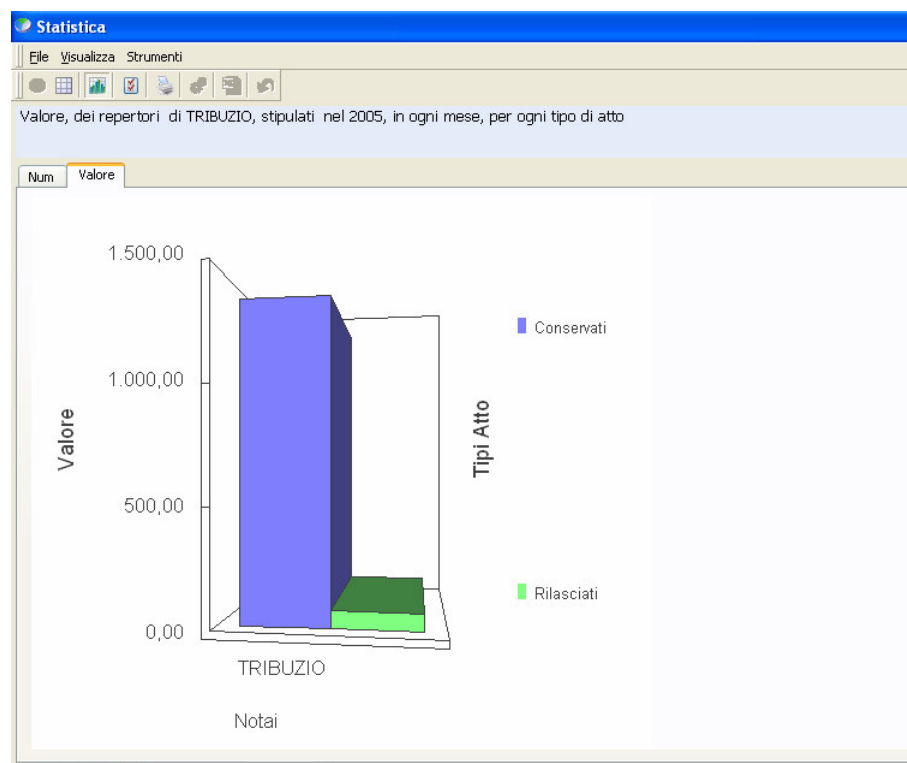 Statistica
File Visualizza Strumenti
Valore, dei repertori di TRIBUZIO, stipulati nel 2005, in ogni mese, per ogni tipo di atto
Num Valore
1.500,00
1.000,00
500,00
0,00
Valore
TRIBUZIO
Notai
Tipi Atto
Conservati
Rilasciati